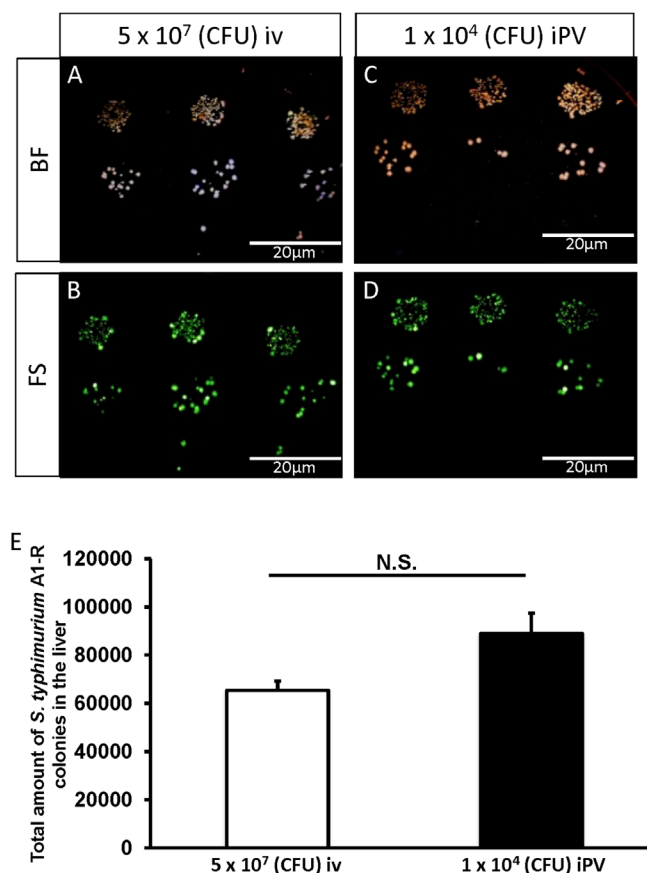 5 x 10⁷ (CFU) iv
1 x 10⁴ (CFU) iPV
BF
A
C
20μm
20μm
FS
B
D
20μm
20μm
E
Total amount of S. typhimurium A1-R
colonies in the liver
120000
100000
80000
60000
40000
20000
0
N.S.
5 x 10⁷ (CFU) iv
1 x 10⁴ (CFU) iPV